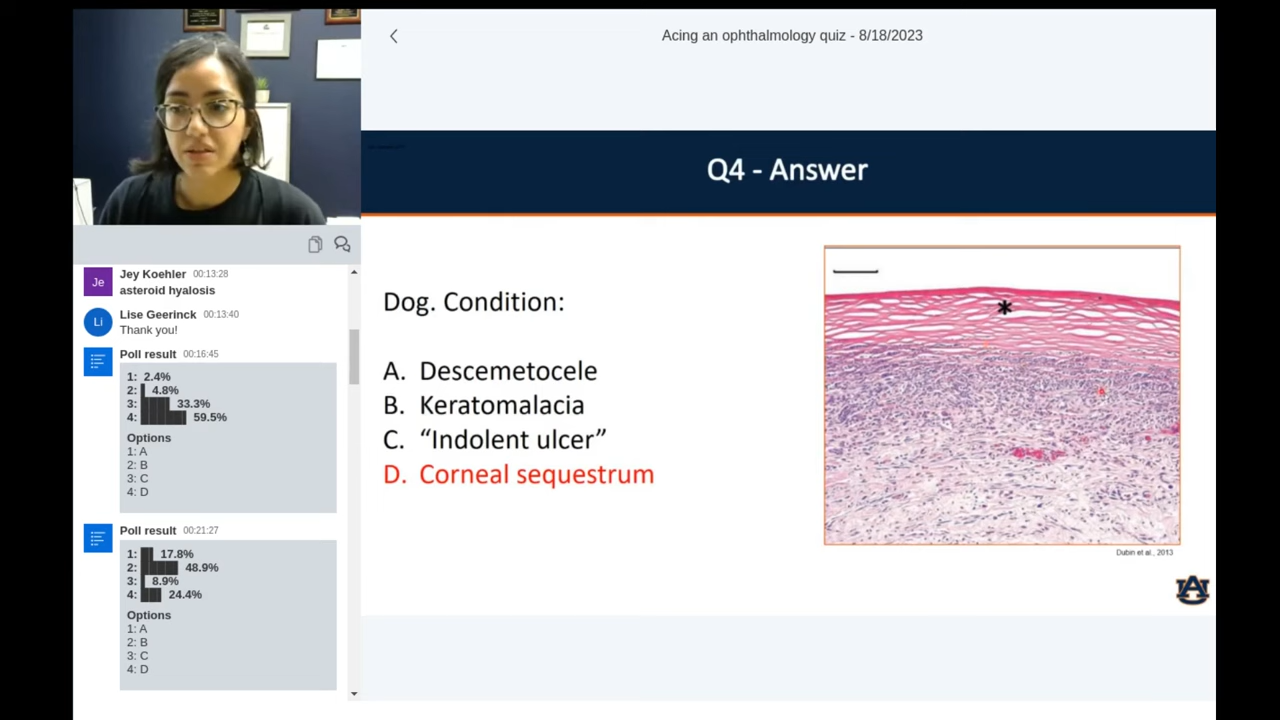 Acing an ophthalmology quiz - 8/18/2023
Q4 - Answer
Dog. Condition:
A. Descemetocele
B. Keratomalacia
C. “Indolent ulcer”
D. Corneal sequestrum
*
Dubin et al., 2013
AU
Je
Jey Koehler 00:13:28
asteroid hyalosis
Li
Lise Geerinck 00:13:40
Thank you!
Poll result 00:16:45
1: 2.4%
2: 4.8%
3: 33.3%
4: 59.5%
Options
1: A
2: B
3: C
4: D
Poll result 00:21:27
1: 17.8%
2: 48.9%
3: 8.9%
4: 24.4%
Options
1: A
2: B
3: C
4: D